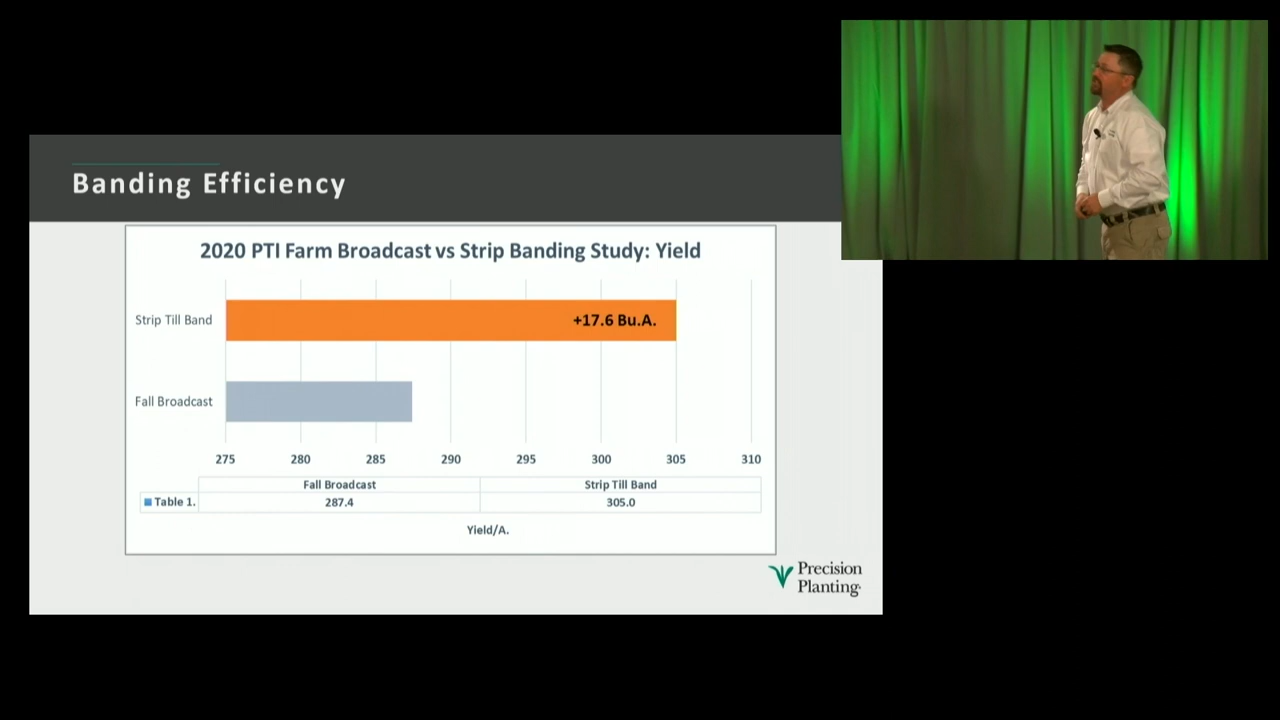 Banding Efficiency
2020 PTI Farm Broadcast vs Strip Banding Study: Yield
Strip Till Band
+17.6 Bu.A.
Fall Broadcast
275 280 285 290 295 300 305 310
Fall Broadcast Strip Till Band
Table 1. 287.4 305.0
Yield/A.
Precision
Planting